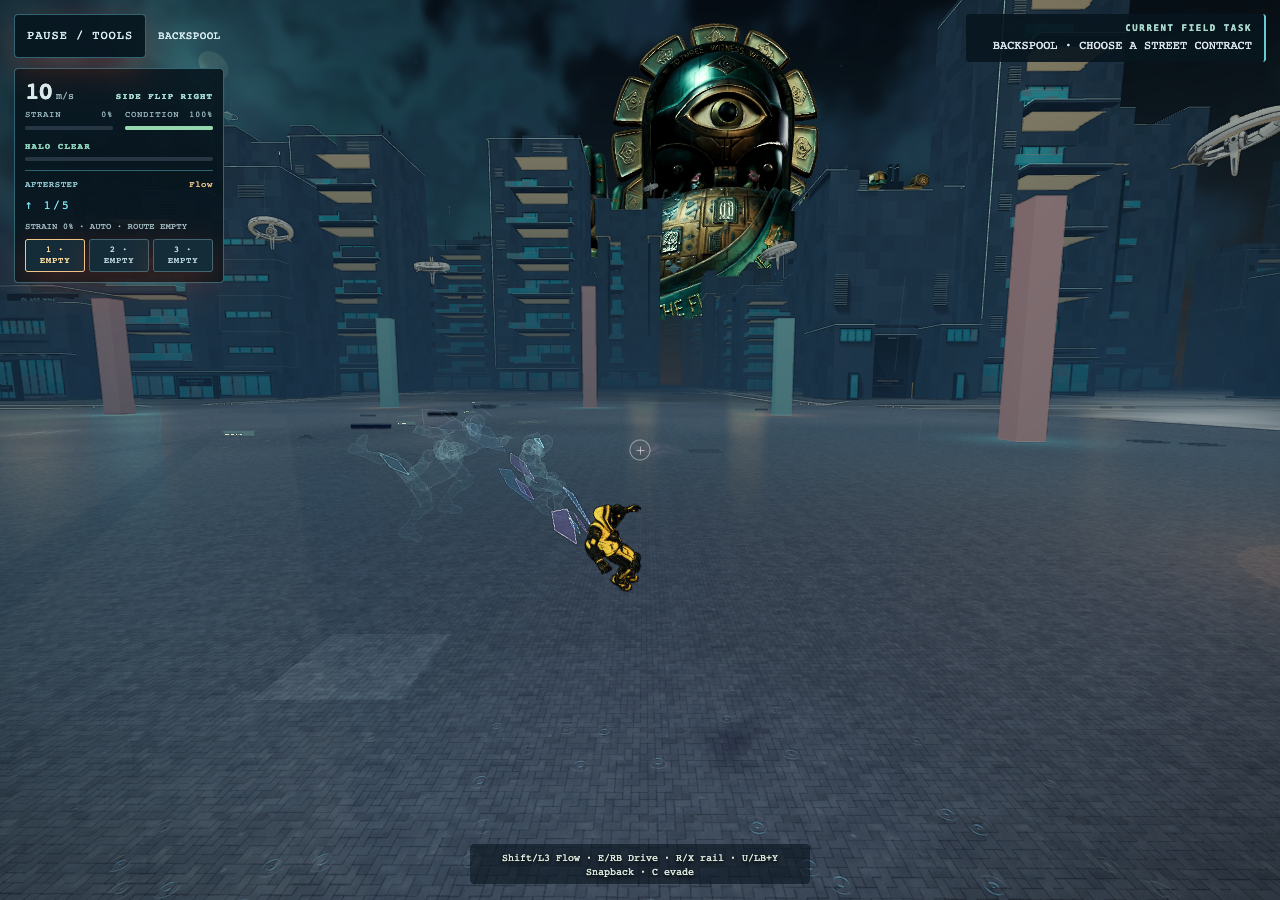 PAUSE / TOOLS
BACKSPOOL
CURRENT FIELD TASK
BACKSPOOL · CHOOSE A STREET CONTRACT
10 m/s
SIDE FLIP RIGHT
STRAIN 0%
CONDITION 100%
HALO CLEAR
AFTERSTEP
Flow
↑ 1/5
STRAIN 0% · AUTO · ROUTE EMPTY
1 · EMPTY
2 · EMPTY
3 · EMPTY
THE
Shift/L3 Flow · E/RB Drive · R/X rail · U/LB+Y
Snapback · C evade